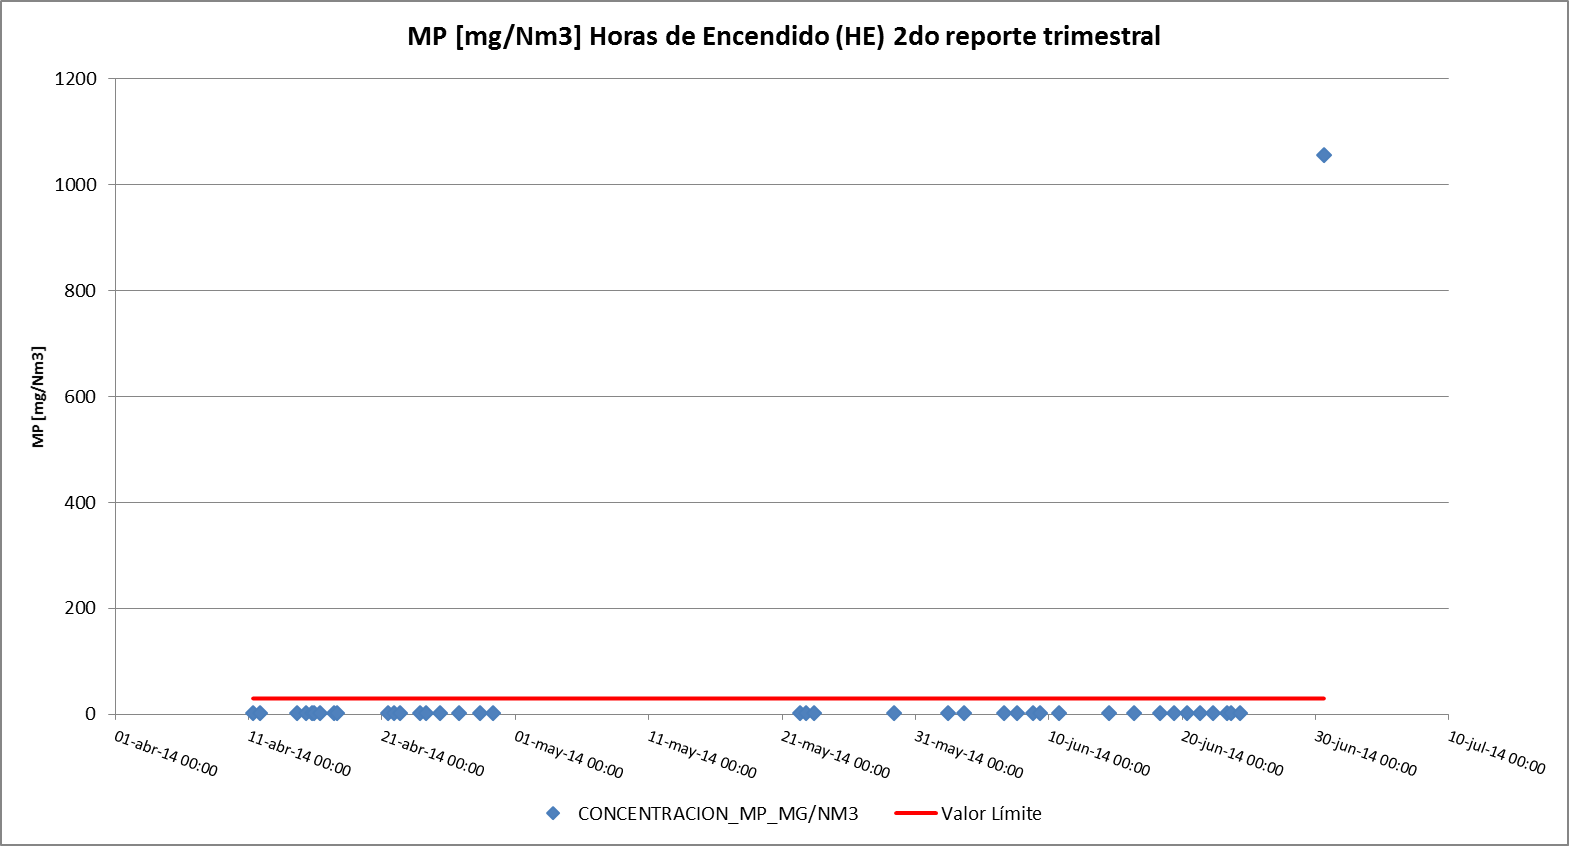 MP [mg/Nm3] Horas de Encendido (HE) 2do reporte trimestral
1200
1000
800
600
400
200
0
MP [mg/Nm3]
01-abr-14 00:00
11-abr-14 00:00
21-abr-14 00:00
01-may-14 00:00
11-may-14 00:00
21-may-14 00:00
31-may-14 00:00
10-jun-14 00:00
20-jun-14 00:00
30-jun-14 00:00
10-jul-14 00:00
CONCENTRACION_MP_MG/NM3
Valor Límite